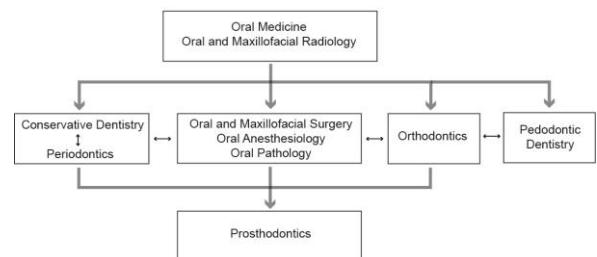 Oral Medicine
Oral and Maxillofacial Radiology
Conservative Dentistry
Periodontics
Oral and Maxillofacial Surgery
Oral Anesthesiology
Oral Pathology
Orthodontics
Pedodontic
Dentistry
Prosthodontics